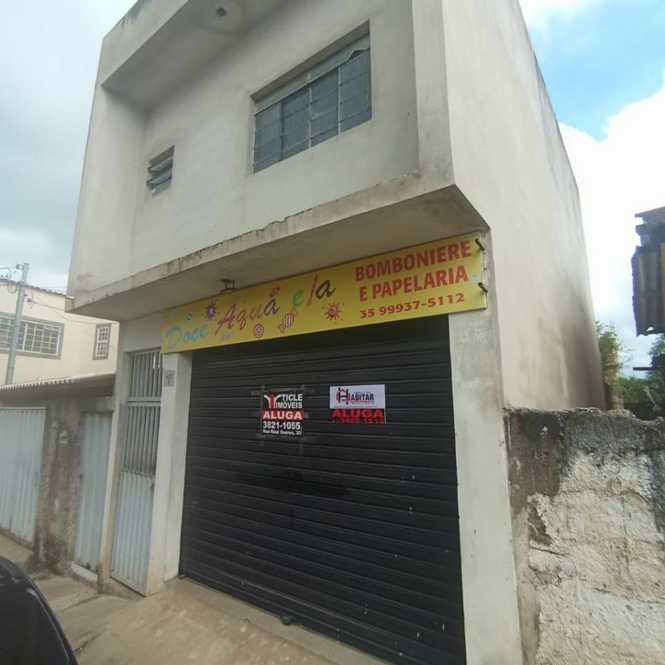 Doce Aquarela
BOMBONIERE
E PAPELARIA
35 99937-5112
TICLE
IMÓVEIS
ALUGA
3821-1055
HABITAR
ALUGA